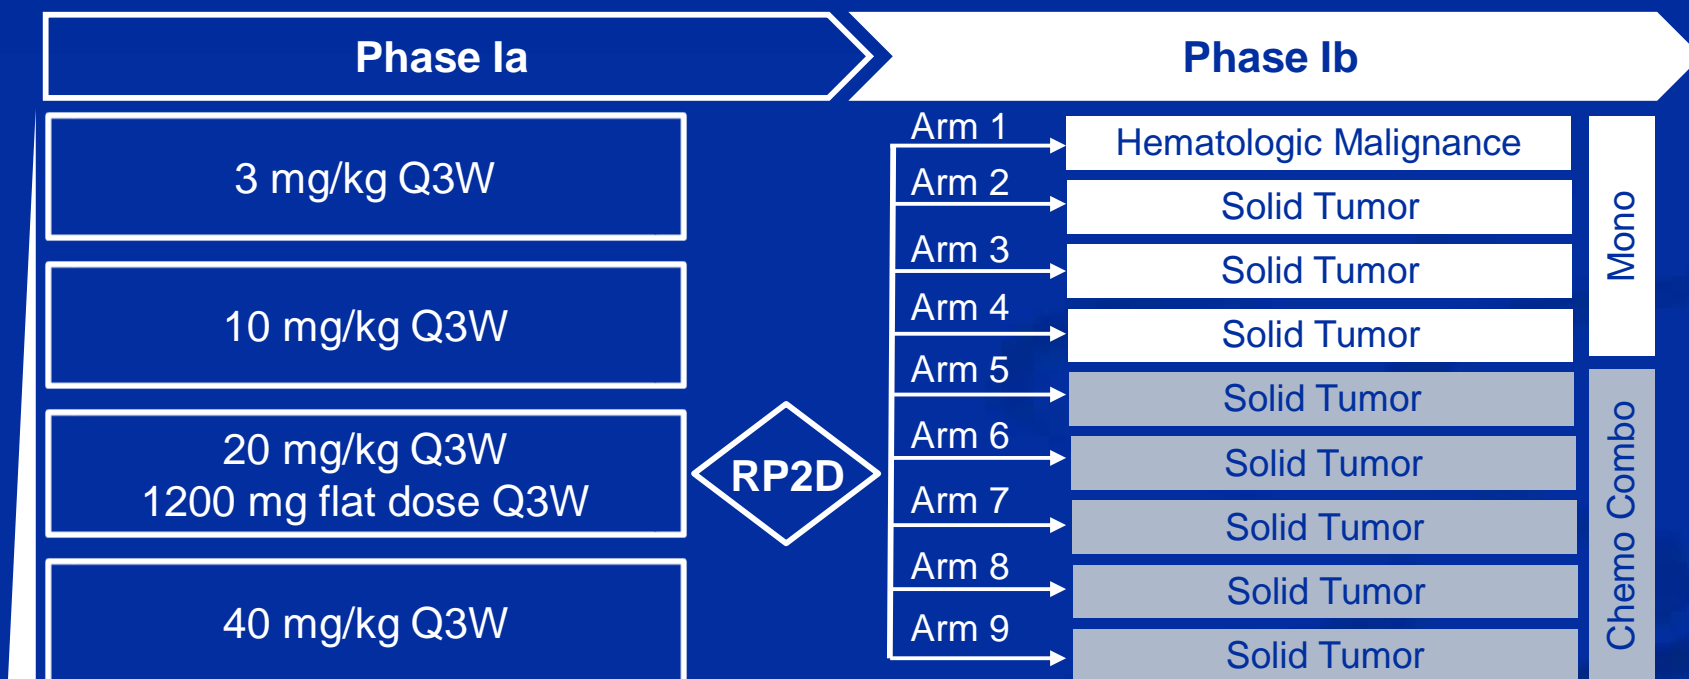 Phase Ia
Phase Ib
3 mg/kg Q3W
10 mg/kg Q3W
20 mg/kg Q3W
1200 mg flat dose Q3W
40 mg/kg Q3W
RP2D
Arm 1
Hematologic Malignance
Arm 2
Solid Tumor
Arm 3
Solid Tumor
Arm 4
Solid Tumor
Arm 5
Solid Tumor
Arm 6
Solid Tumor
Arm 7
Solid Tumor
Arm 8
Solid Tumor
Arm 9
Solid Tumor
Mono
Chemo Combo